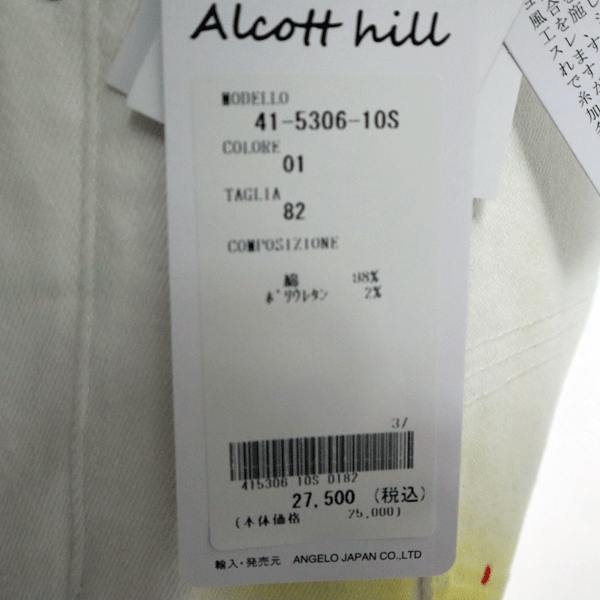 Alcott hill
MODELLO
41-5306-10S
COLORE
01
TAGLIA
82
COMPOSIZIONE
綿 98%
ポリウレタン 2%
37
415306 10S 0182
27,500 (税込)
(本体価格 25,000)
輸入・発売元 ANGELO JAPAN CO.,LTD